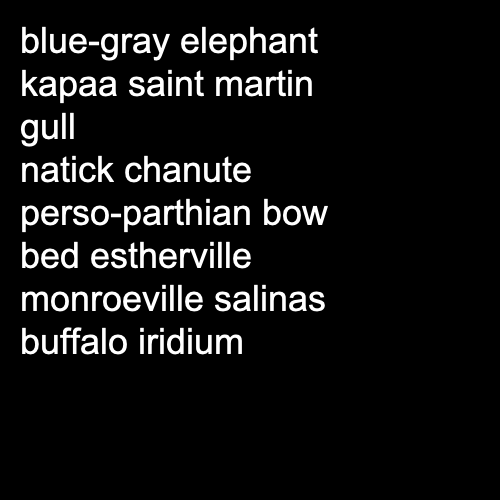 blue-gray elephant
kapaa saint martin
gull
natick chanute
perso-parthian bow
bed estherville
monroeville salinas
buffalo iridium